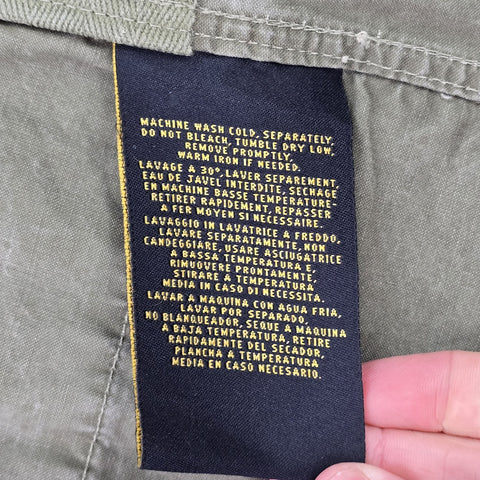 MACHINE WASH COLD, SEPARATELY,
DO NOT BLEACH, TUMBLE DRY LOW,
REMOVE PROMPTLY,
WARM IRON IF NEEDED.
LAVAGE A 30°, LAVER SEPAREMENT,
EAU DE JAVEL INTERDITE, SECHAGE
EN MACHINE BASSE TEMPERATURE-
RETIRER RAPIDEMENT, REPASSER
A FER MOYEN SI NECESSAIRE.
LAVAGGIO IN LAVATRICE A FREDDO,
LAVARE SEPARATAMENTE, NON
CANDEGGIARE, USARE ASCIUGATRICE
A BASSA TEMPERATURA E,
RIMUOVERE PRONTAMENTE,
STIRARE A TEMPERATURA
MEDIA IN CASO DI NECESSITA.
LAVAR A MAQUINA CON AGUA FRIA,
LAVAR POR SEPARADO,
NO BLANQUEADOR, SEQUE A MAQUINA
A BAJA TEMPERATURA, RETIRE
RAPIDAMENTE DEL SECADOR,
PLANCHA A TEMPERATURA
MEDIA EN CASO NECESARIO.